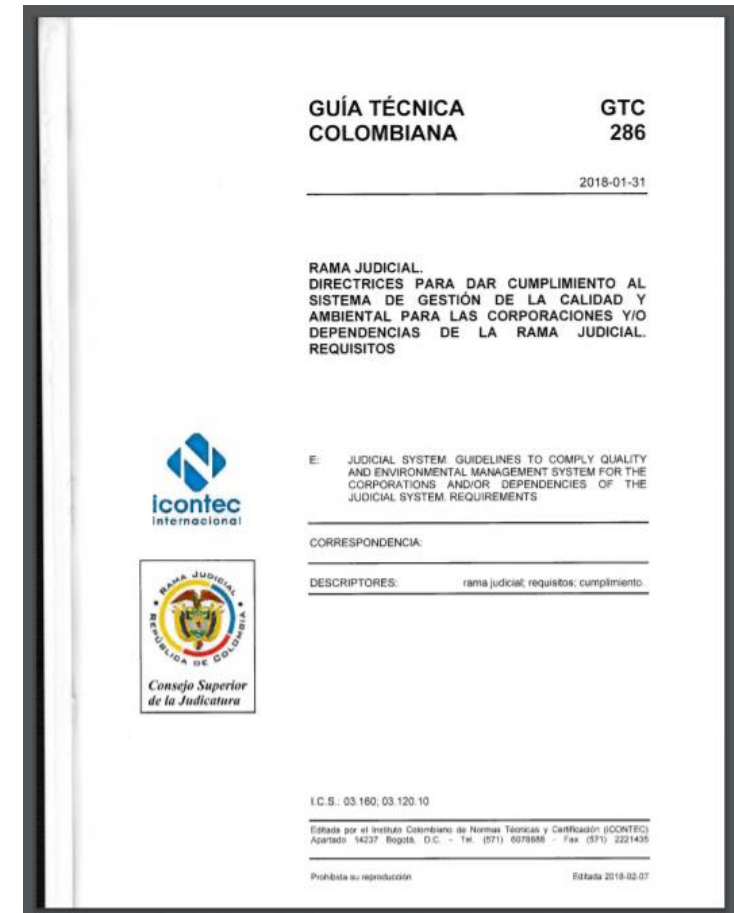 GUÍA TÉCNICA GTC
COLOMBIANA 286
2018-01-31
RAMA JUDICIAL.
DIRECTRICES PARA DAR CUMPLIMIENTO AL
SISTEMA DE GESTIÓN DE LA CALIDAD Y
AMBIENTAL PARA LAS CORPORACIONES Y/O
DEPENDENCIAS DE LA RAMA JUDICIAL.
REQUISITOS
E: JUDICIAL SYSTEM. GUIDELINES TO COMPLY QUALITY
AND ENVIRONMENTAL MANAGEMENT SYSTEM FOR THE
CORPORATIONS AND/OR DEPENDENCIES OF THE
JUDICIAL SYSTEM. REQUIREMENTS
icontec
internacional
CORRESPONDENCIA:
DESCRIPTORES: rama judicial; requisitos; cumplimiento.
RAMA JUDICIAL
REPÚBLICA DE COLOMBIA
Consejo Superior
de la Judicatura
I.C.S.: 03.160; 03.120.10
Editada por el Instituto Colombiano de Normas Técnicas y Certificación (ICONTEC)
Apartado 14237 Bogotá, D.C. - Tel. (571) 6078888 - Fax (571) 2221435
Prohibida su reproducción Editada 2018-02-07